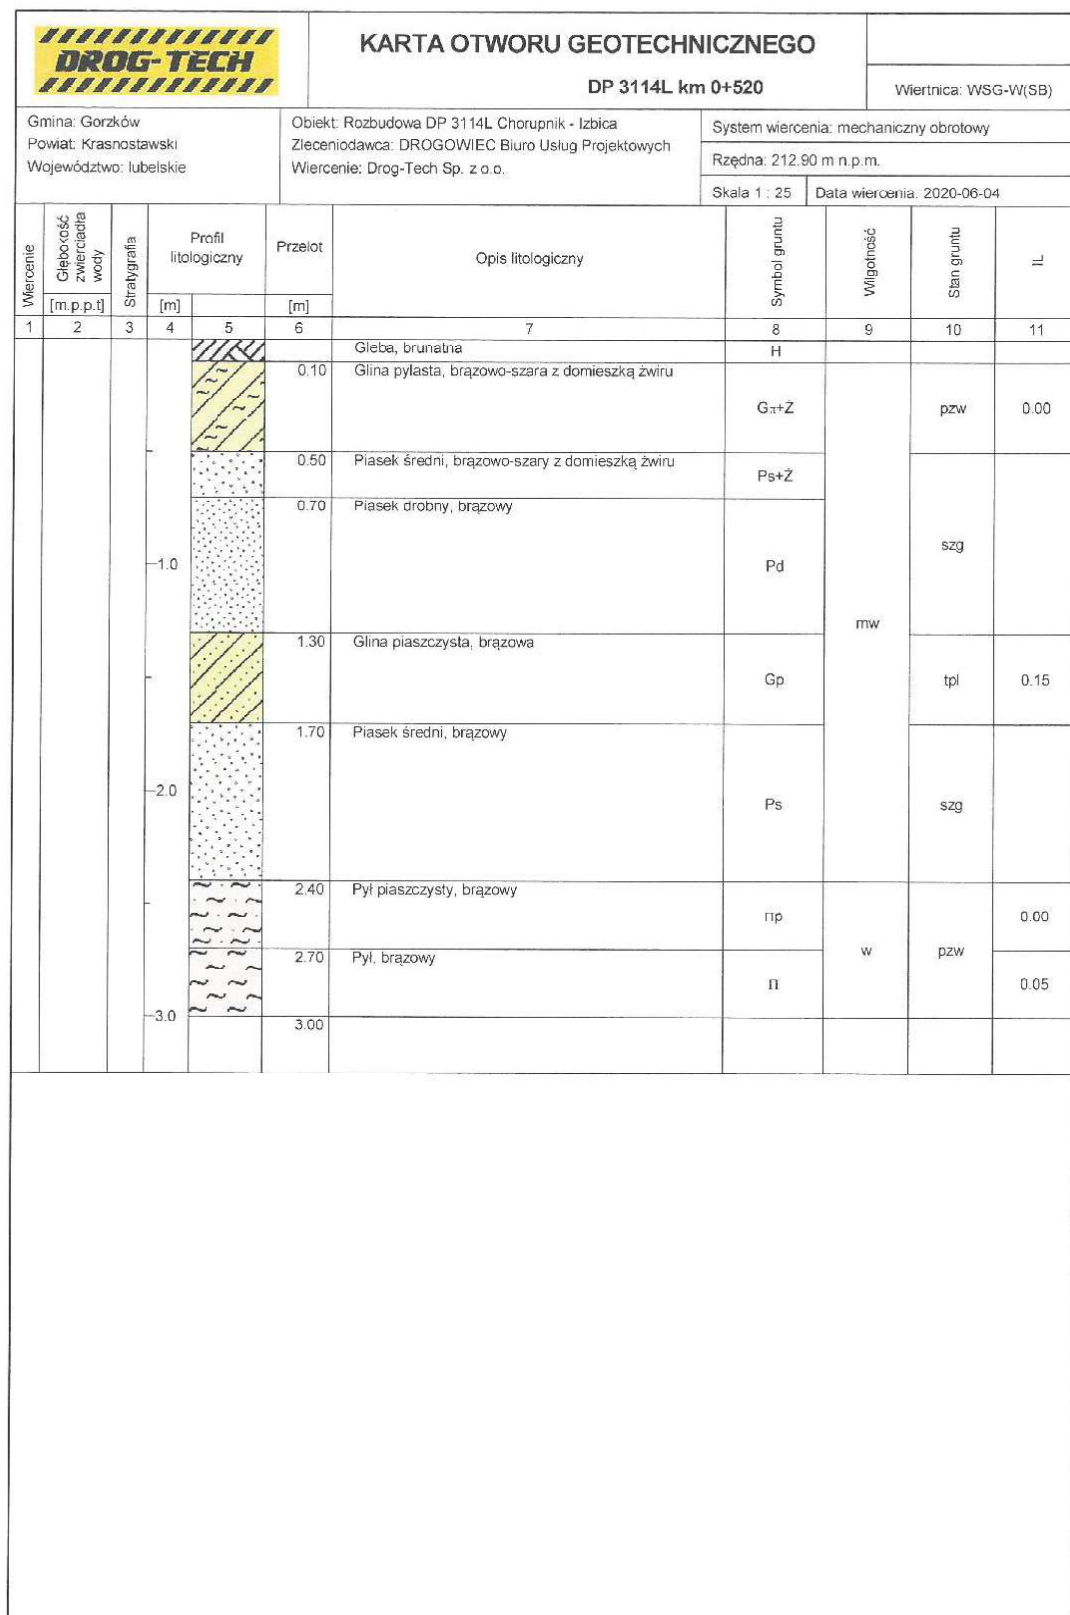 DROG-TECH
KARTA OTWORU GEOTECHNICZNEGO
DP 3114L km 0+520
Wiertnica: WSG-W(SB)
Gmina: Gorzków
Powiat: Krasnostawski
Województwo: lubelskie
Obiekt: Rozbudowa DP 3114L Chorupnik - Izbica
Zleceniodawca: DROGOWIEC Biuro Usług Projektowych
Wiercenie: Drog-Tech Sp. z o.o.
System wiercenia: mechaniczny obrotowy
Rzędna: 212.90 m n.p.m.
Skala 1 : 25 Data wiercenia: 2020-06-04
Wiercenie
Głębokość
zwierciadła
wody
[m.p.p.t]
Stratygrafia
Profil
litologiczny
[m]
Przelot
[m]
Opis litologiczny
Symbol gruntu
Wilgotność
Stan gruntu
IL
1 2 3 4 5 6 7 8 9 10 11
Gleba, brunatna H
0.10 Glina pylasta, brązowo-szara z domieszką żwiru
Gπ+Ż pzw 0.00
0.50 Piasek średni, brązowo-szary z domieszką żwiru
Ps+Ż
0.70 Piasek drobny, brązowy
szg
1.0 Pd
mw
1.30 Glina piaszczysta, brązowa
Gp tpl 0.15
1.70 Piasek średni, brązowy
2.0
Ps szg
2.40 Pył piaszczysty, brązowy
Πp 0.00
2.70 Pył, brązowy
w pzw
Π 0.05
3.0
3.00